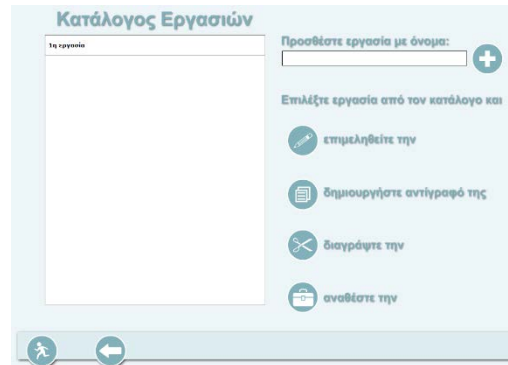 Κατάλογος Εργασιών
1η εργασία
Προσθέστε εργασία με όνομα:
Επιλέξτε εργασία από τον κατάλογο και
επιμεληθείτε την
δημιουργήστε αντίγραφό της
διαγράψτε την
αναθέστε την